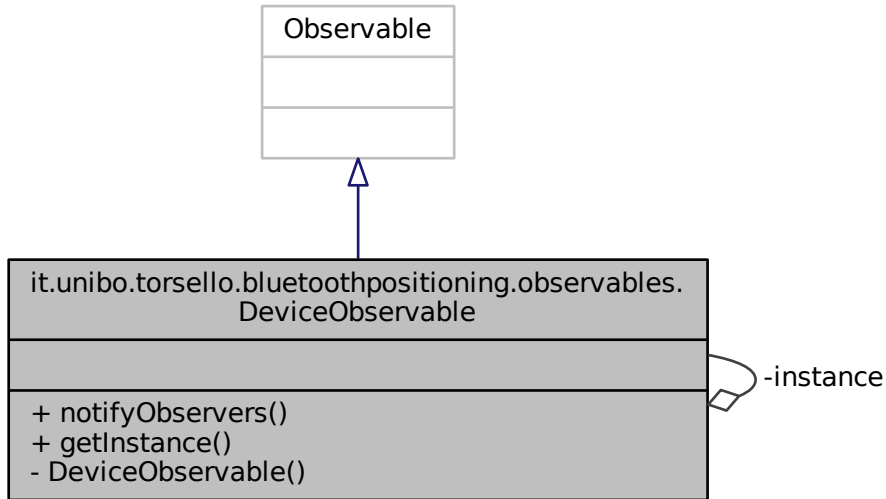 Observable
it.unibo.torsello.bluetoothpositioning.observables.
DeviceObservable
-instance
+ notifyObservers()
+ getInstance()
- DeviceObservable()